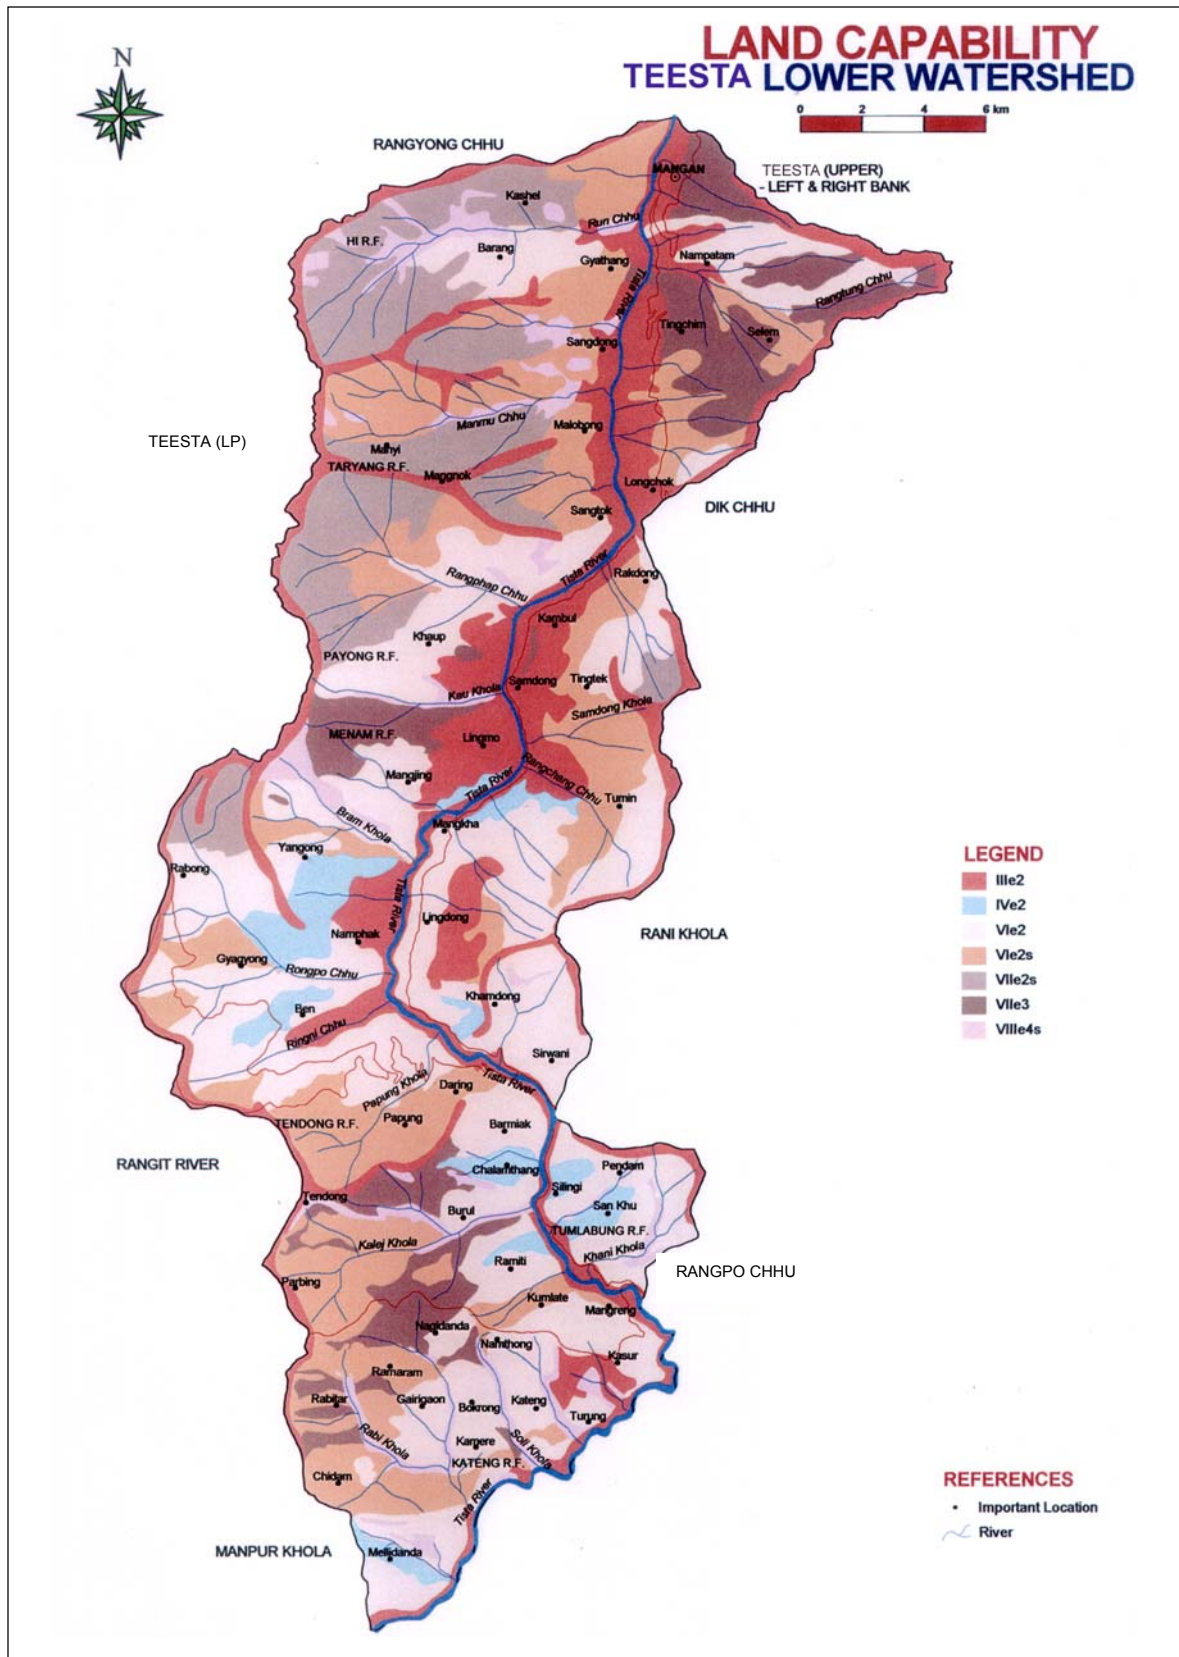 LAND CAPABILITY
TEESTA LOWER WATERSHED
N
0 2 4 6 km
RANGYONG CHHU
MANGAN
TEESTA (UPPER)
- LEFT & RIGHT BANK
Kashel
Run Chhu
HI R.F.
Barang
Gyathang
Nampatam
Rangtung Chhu
Tista River
Tingchim
Selem
Sangdong
Manmu Chhu
Malobong
TEESTA (LP)
Manyi
TARYANG R.F.
Mangnok
Longchok
DIK CHHU
Sangtok
Tista River
Rakdong
Rangphap Chhu
Kambul
Khaup
PAYONG R.F.
Kau Khola
Samdong
Tingtek
Samdong Khola
MENAM R.F.
Lingmo
Rangchang Chhu
Mangjing
Tista River
Tumin
Bram Khola
Mangkha
Yangong
Rabong
Tista River
Lingdong
Namphak
RANI KHOLA
Gyagyong
Rongpo Chhu
Khamdong
Ben
Ringni Chhu
Sirwani
Tista River
Papung Khola
Daring
TENDONG R.F.
Papung
Barmiak
RANGIT RIVER
Chalamthang
Pendam
Silingi
Tendong
San Khu
Burul
TUMLABUNG R.F.
Kalej Khola
Khani Khola
Ramiti
RANGPO CHHU
Parbing
Kumlate
Mangreng
Nagidanda
Namthong
Kasur
Ramaram
Rabitar
Gairigaon
Bokrong
Kateng
Turung
Rabi Khola
Soli Khola
Kamere
KATENG R.F.
Chidam
Tista River
MANPUR KHOLA
Mellidanda
LEGEND
IIIe2
IVe2
VIe2
VIe2s
VIIe2s
VIIe3
VIIIe4s
REFERENCES
Important Location
River